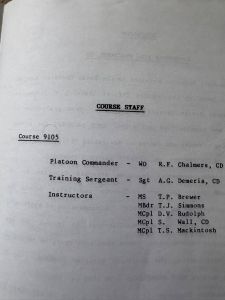 COURSE STAFF
Course 9105
Platoon Commander - WO R.F. Chalmers, CD
Training Sergeant - Sgt A.G. Demeria, CD
Instructors - MS T.P. Brewer
MBdr T.J. Simmons
MCpl D.V. Rudolph
MCpl S. Wall, CD
MCpl T.S. Mackintosh